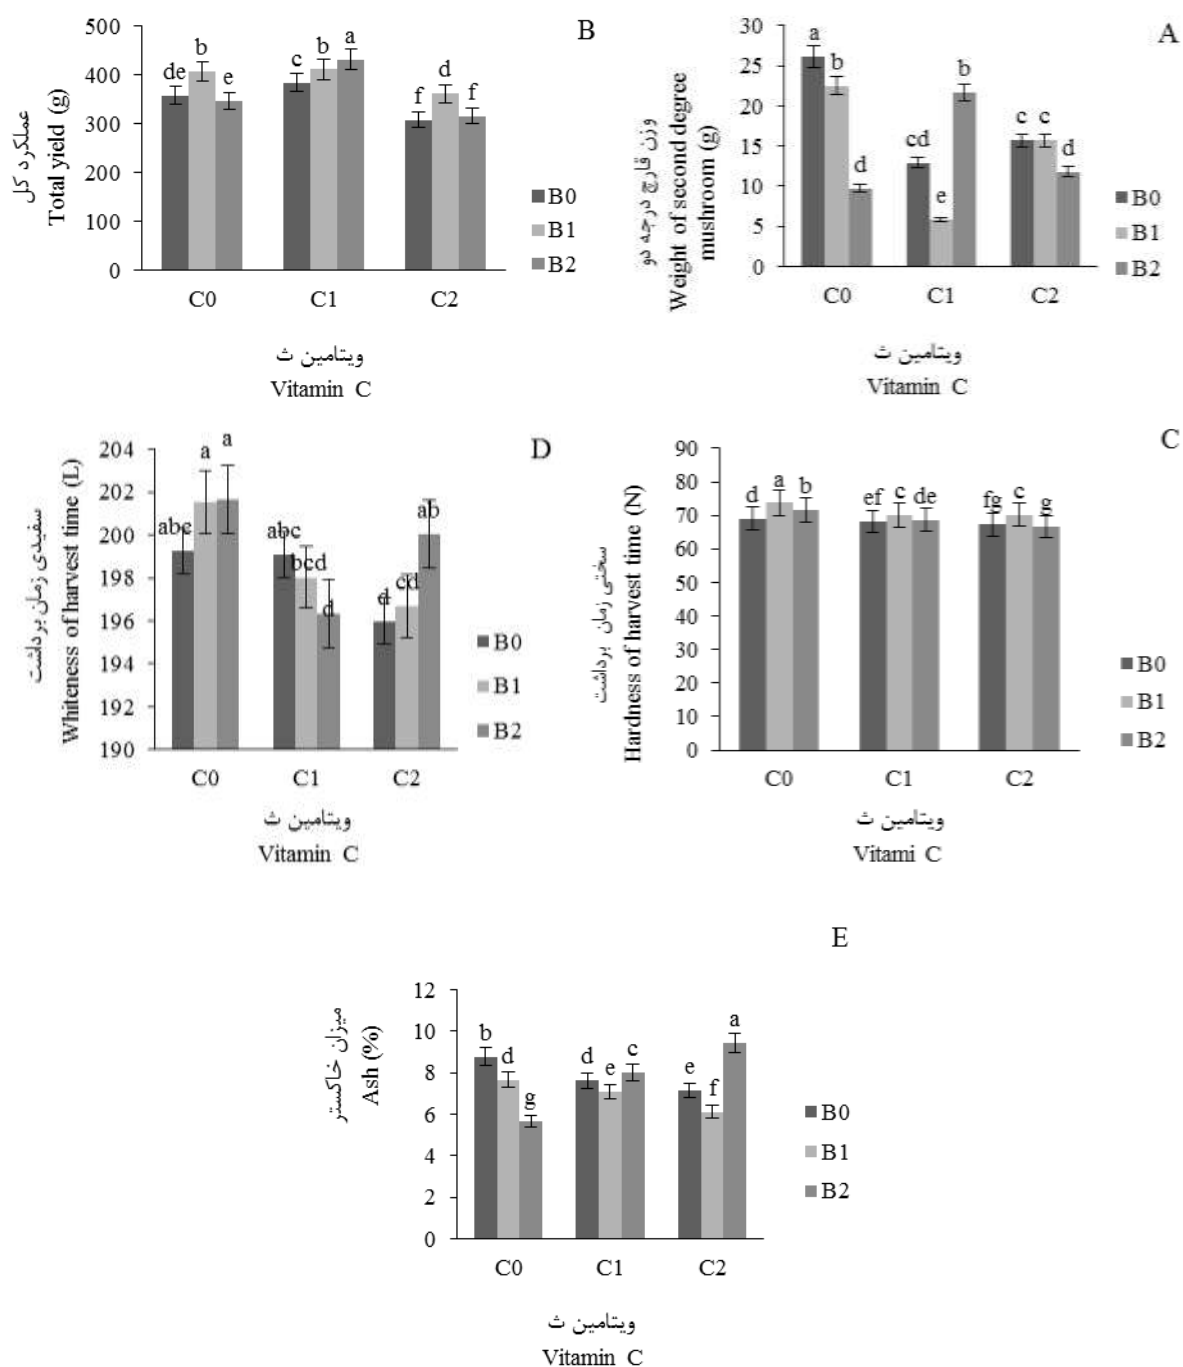 B
500
400
300
200
100
0
de
b
e
c
b
a
f
d
f
عملکرد کل
Total yield (g)
B0
B1
B2
C0
C1
C2
ویتامین ث
Vitamin C
A
30
25
20
15
10
5
0
a
b
d
cd
e
b
c
c
d
وزن قارچ درجه دو
Weight of second degree
mushroom (g)
B0
B1
B2
C0
C1
C2
ویتامین ث
Vitamin C
D
204
202
200
198
196
194
192
190
abc
a
a
abc
bcd
d
d
cd
ab
سفیدی زمان برداشت
Whiteness of harvest time (L)
B0
B1
B2
C0
C1
C2
ویتامین ث
Vitamin C
C
90
80
70
60
50
40
30
20
10
0
d
a
b
ef
c
de
fg
c
g
سختی زمان برداشت
Hardness of harvest time (N)
B0
B1
B2
C0
C1
C2
ویتامین ث
Vitami C
E
12
10
8
6
4
2
0
b
d
g
d
e
c
e
f
a
میزان خاکستر
Ash (%)
B0
B1
B2
C0
C1
C2
ویتامین ث
Vitamin C